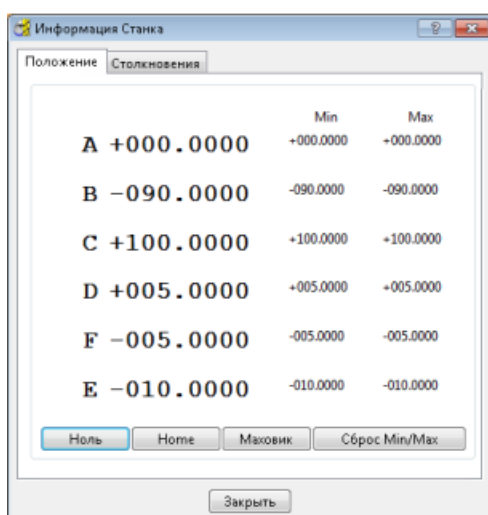 Информация Станка
Положение Столкновения
Min Max
A +000.0000 +000.0000 +000.0000
B -090.0000 -090.0000 -090.0000
C +100.0000 +100.0000 +100.0000
D +005.0000 +005.0000 +005.0000
F -005.0000 -005.0000 -005.0000
E -010.0000 -010.0000 -010.0000
Ноль Home Маховик Сброс Min/Max
Закрыть